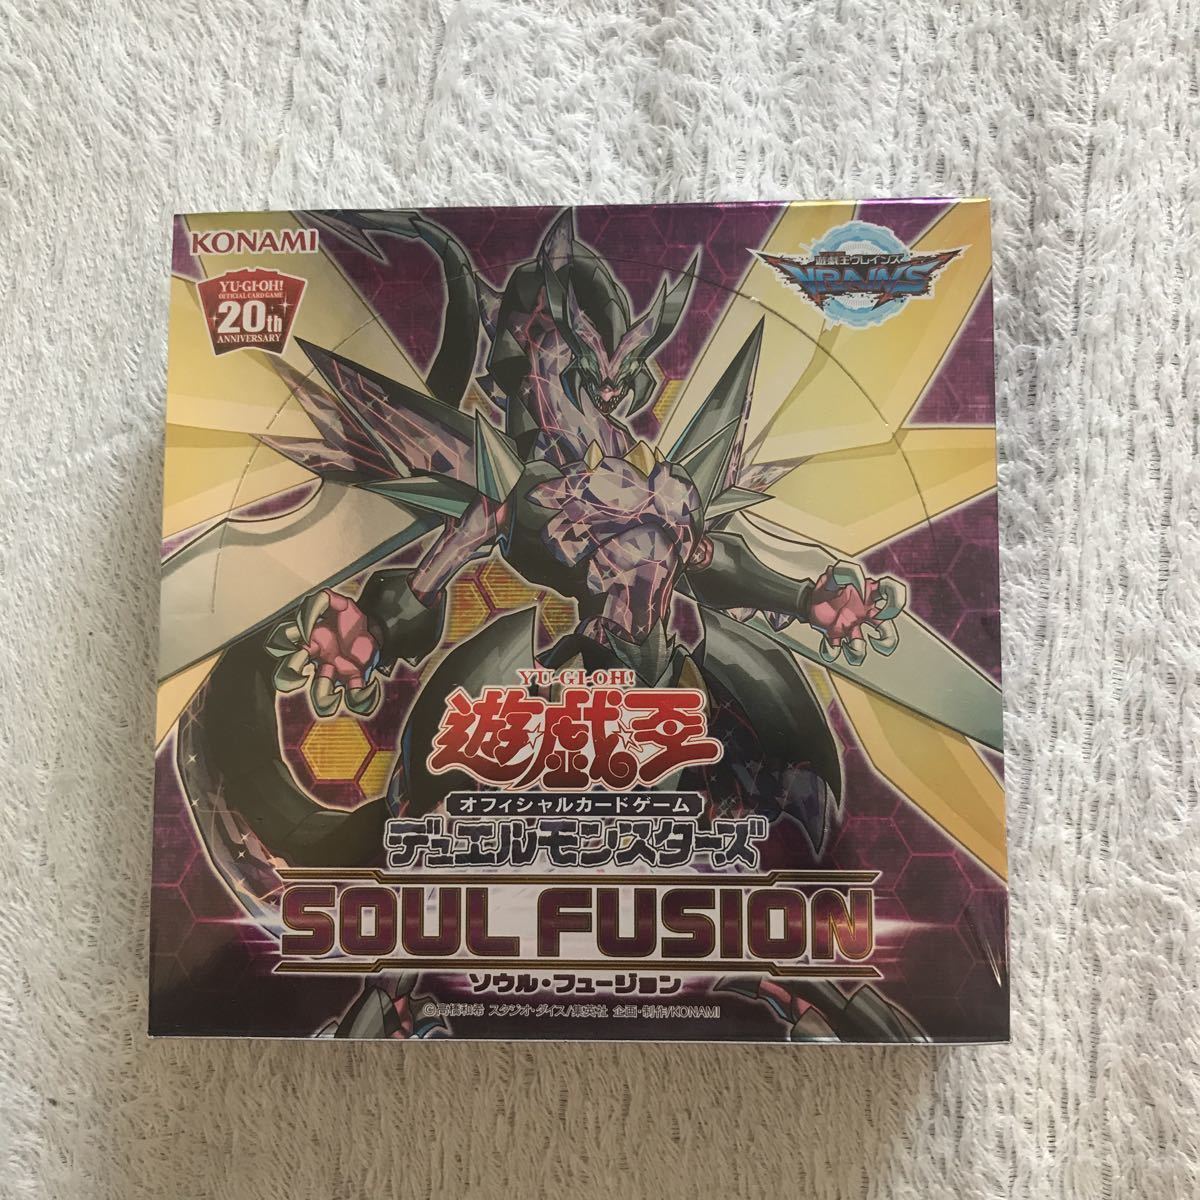 KONAMI
YU-GI-OH!
OFFICIAL CARD GAME
20th
ANNIVERSARY
遊戯王ヴレインズ
VRAINS
YU-GI-OH!
遊戯王
オフィシャルカードゲーム
デュエルモンスターズ
SOUL FUSION
ソウル・フュージョン
©高橋和希 スタジオ・ダイス/集英社 企画・制作/KONAMI